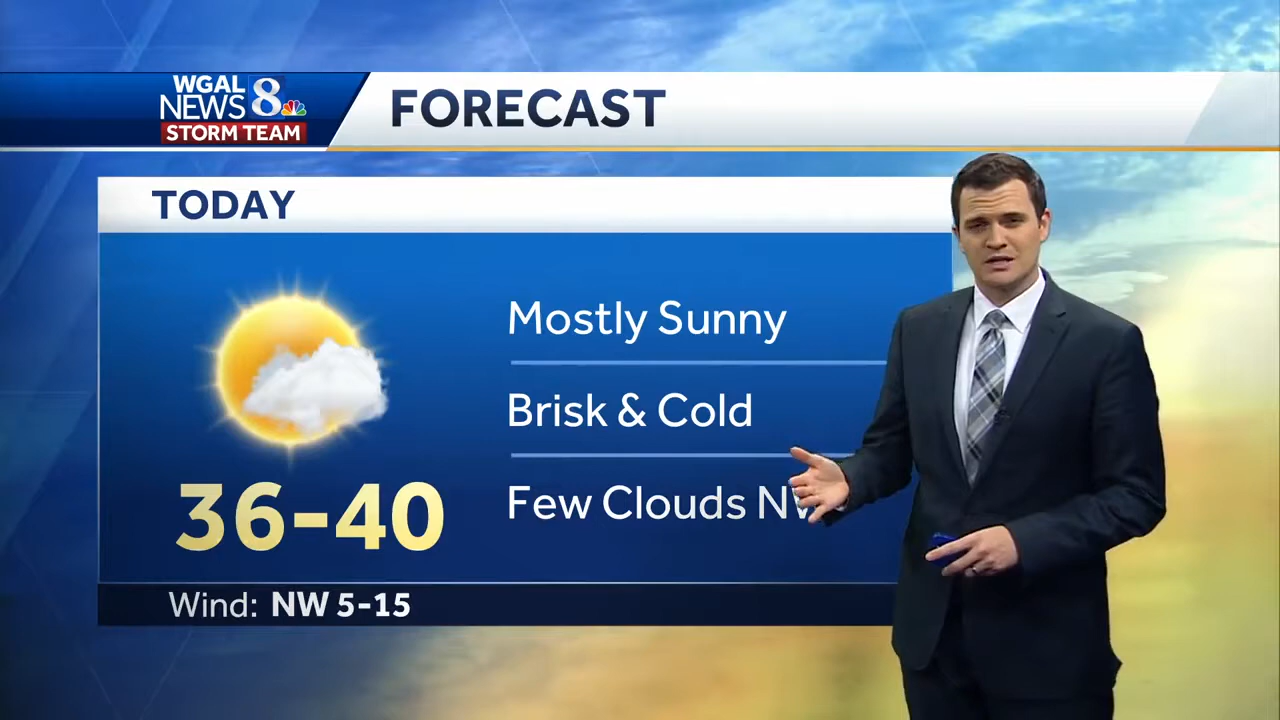 WGAL
NEWS 8
STORM TEAM
FORECAST
TODAY
Mostly Sunny
Brisk & Cold
Few Clouds
36-40
Wind: NW 5-15